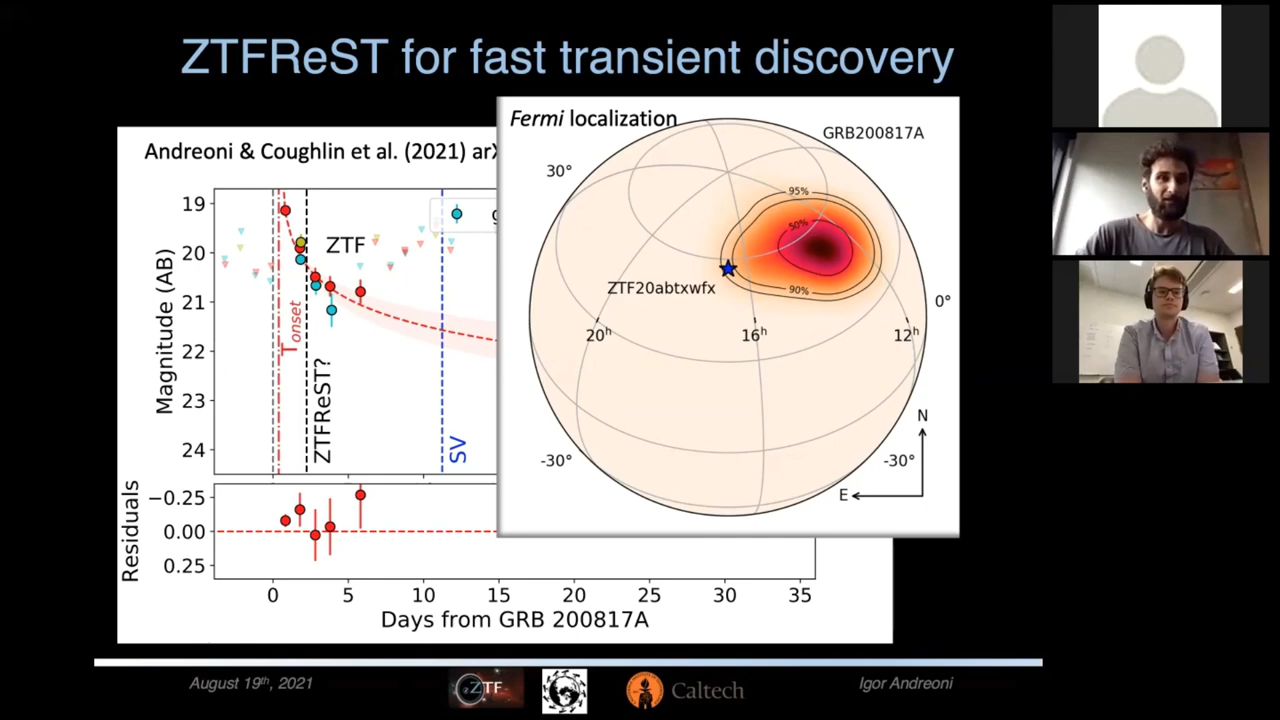 ZTFReST for fast transient discovery
Andreoni & Coughlin et al. (2021) arX
Fermi localization
GRB200817A
30°
95%
50%
90%
ZTF20abtxwfx
0°
20h
16h
12h
-30°
-30°
N
E
19
20
21
22
23
24
Magnitude (AB)
ZTF
Tonset
ZTFReST?
SV
g
Residuals
−0.25
0.00
0.25
0
5
10
15
20
25
30
35
Days from GRB 200817A
August 19th, 2021
ZTF
Caltech
Igor Andreoni